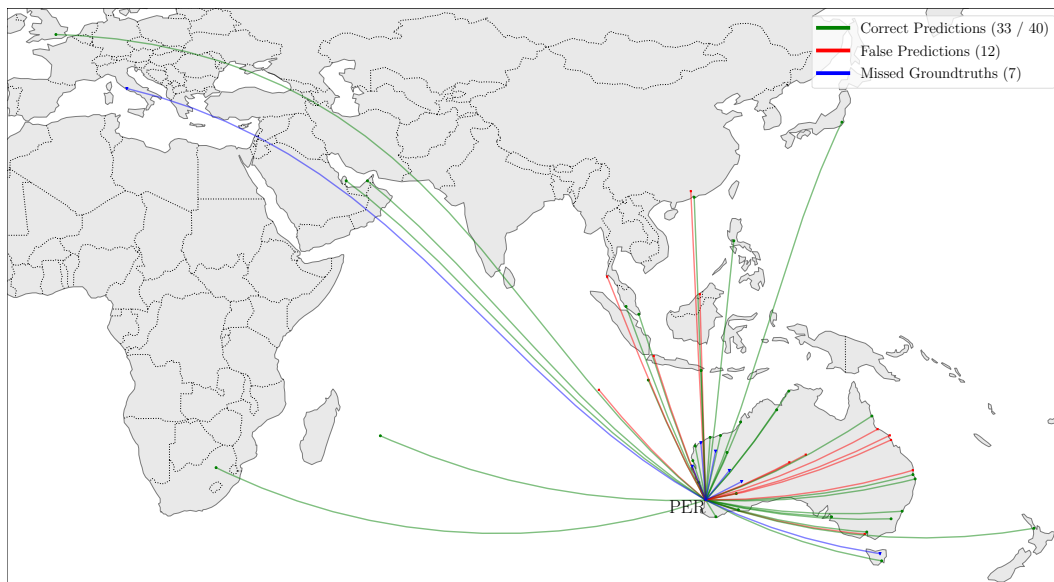 Correct Predictions (33 / 40)
False Predictions (12)
Missed Groundtruths (7)
PER